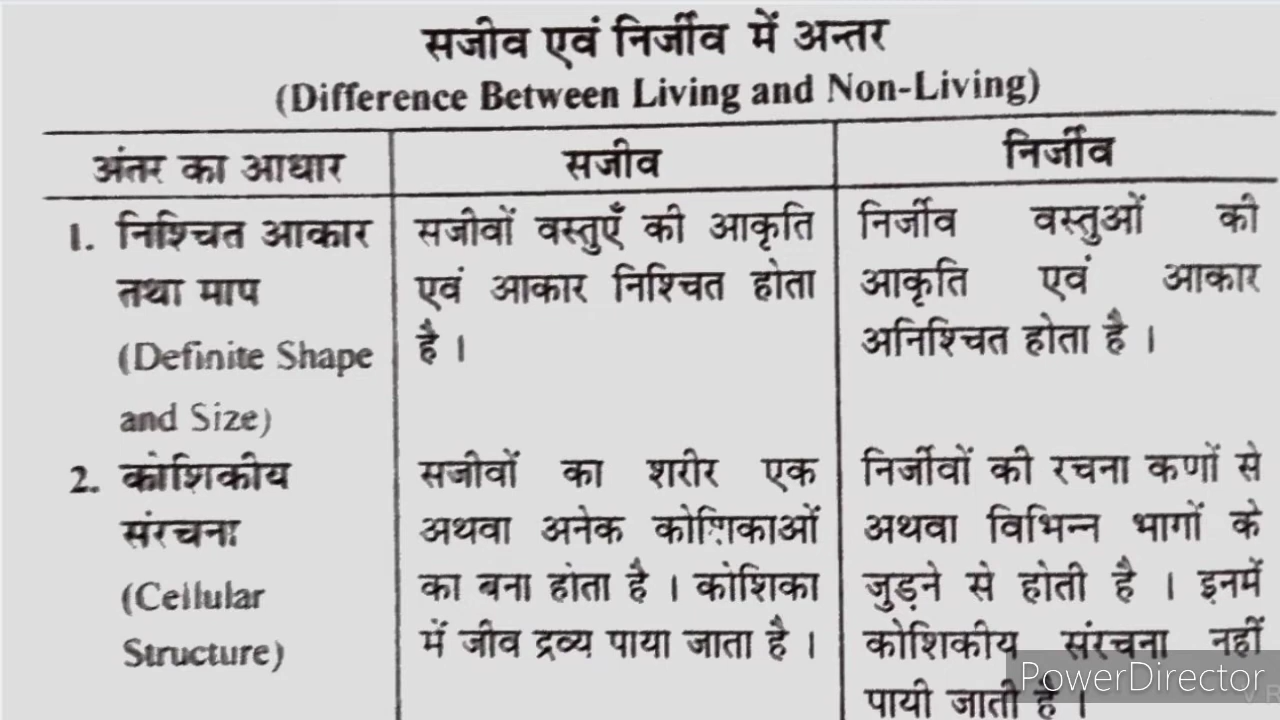 सजीव एवं निर्जीव में अन्तर
(Difference Between Living and Non-Living)
अंतर का आधार
सजीव
निर्जीव
1. निश्चित आकार
तथा माप
(Definite Shape
and Size)
सजीवों वस्तुएँ की आकृति
एवं आकार निश्चित होता
है ।
निर्जीव वस्तुओं की
आकृति एवं आकार
अनिश्चित होता है ।
2. कोशिकीय
संरचना
(Cellular
Structure)
सजीवों का शरीर एक
अथवा अनेक कोशिकाओं
का बना होता है । कोशिका
में जीव द्रव्य पाया जाता है ।
निर्जीवों की रचना कणों से
अथवा विभिन्न भागों के
जुड़ने से होती है । इनमें
कोशिकीय संरचना नहीं
पायी जाती है ।
PowerDirector